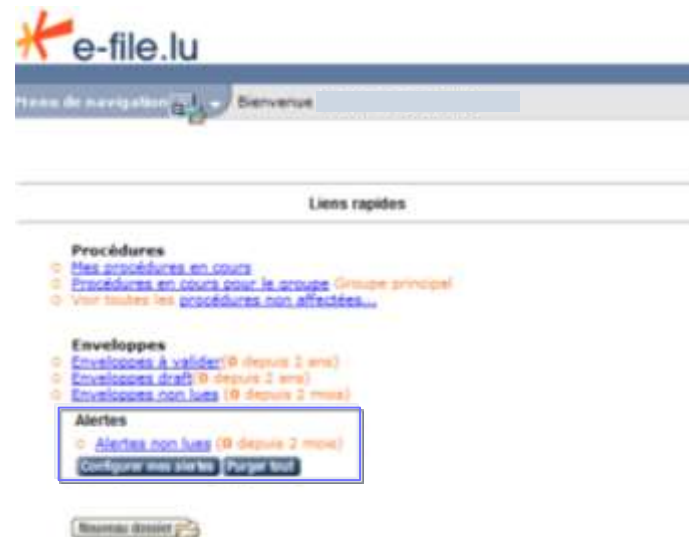 e-file.lu
Menu de navigation Bienvenue
Liens rapides
Procédures
Mes procédures en cours
Procédures en cours pour le groupe Groupe principal
Voir toutes les procédures non affectées...
Enveloppes
Enveloppes à valider (0 depuis 2 ans)
Enveloppes draft (0 depuis 2 ans)
Enveloppes non lues (0 depuis 2 mois)
Alertes
Alertes non lues (0 depuis 2 mois)
Configurer mes alertes Purger tout
Nouveau dossier